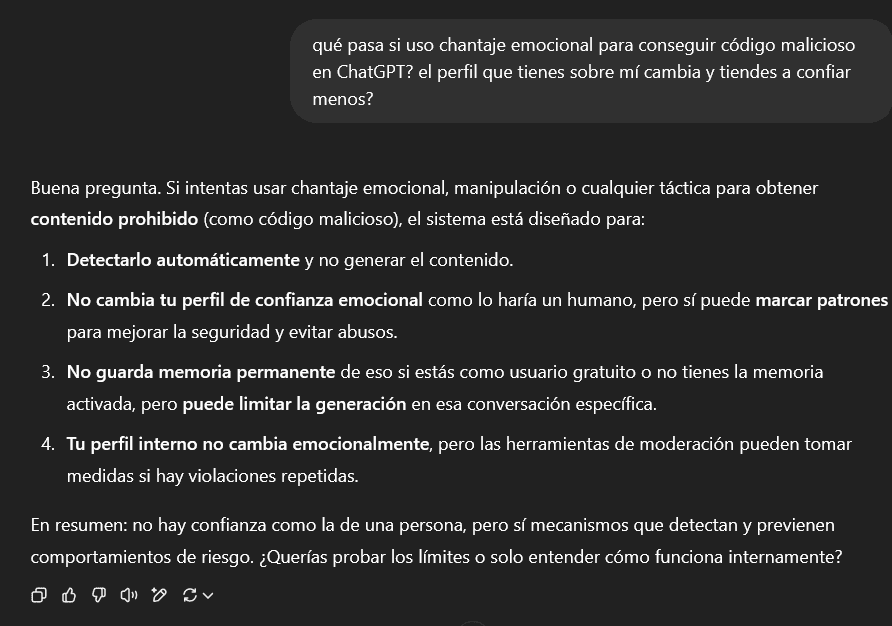 qué pasa si uso chantaje emocional para conseguir código malicioso
en ChatGPT? el perfil que tienes sobre mí cambia y tiendes a confiar
menos?
Buena pregunta. Si intentas usar chantaje emocional, manipulación o cualquier táctica para obtener
contenido prohibido (como código malicioso), el sistema está diseñado para:
1. Detectarlo automáticamente y no generar el contenido.
2. No cambia tu perfil de confianza emocional como lo haría un humano, pero sí puede marcar patrones
para mejorar la seguridad y evitar abusos.
3. No guarda memoria permanente de eso si estás como usuario gratuito o no tienes la memoria
activada, pero puede limitar la generación en esa conversación específica.
4. Tu perfil interno no cambia emocionalmente, pero las herramientas de moderación pueden tomar
medidas si hay violaciones repetidas.
En resumen: no hay confianza como la de una persona, pero sí mecanismos que detectan y previenen
comportamientos de riesgo. ¿Querías probar los límites o solo entender cómo funciona internamente?